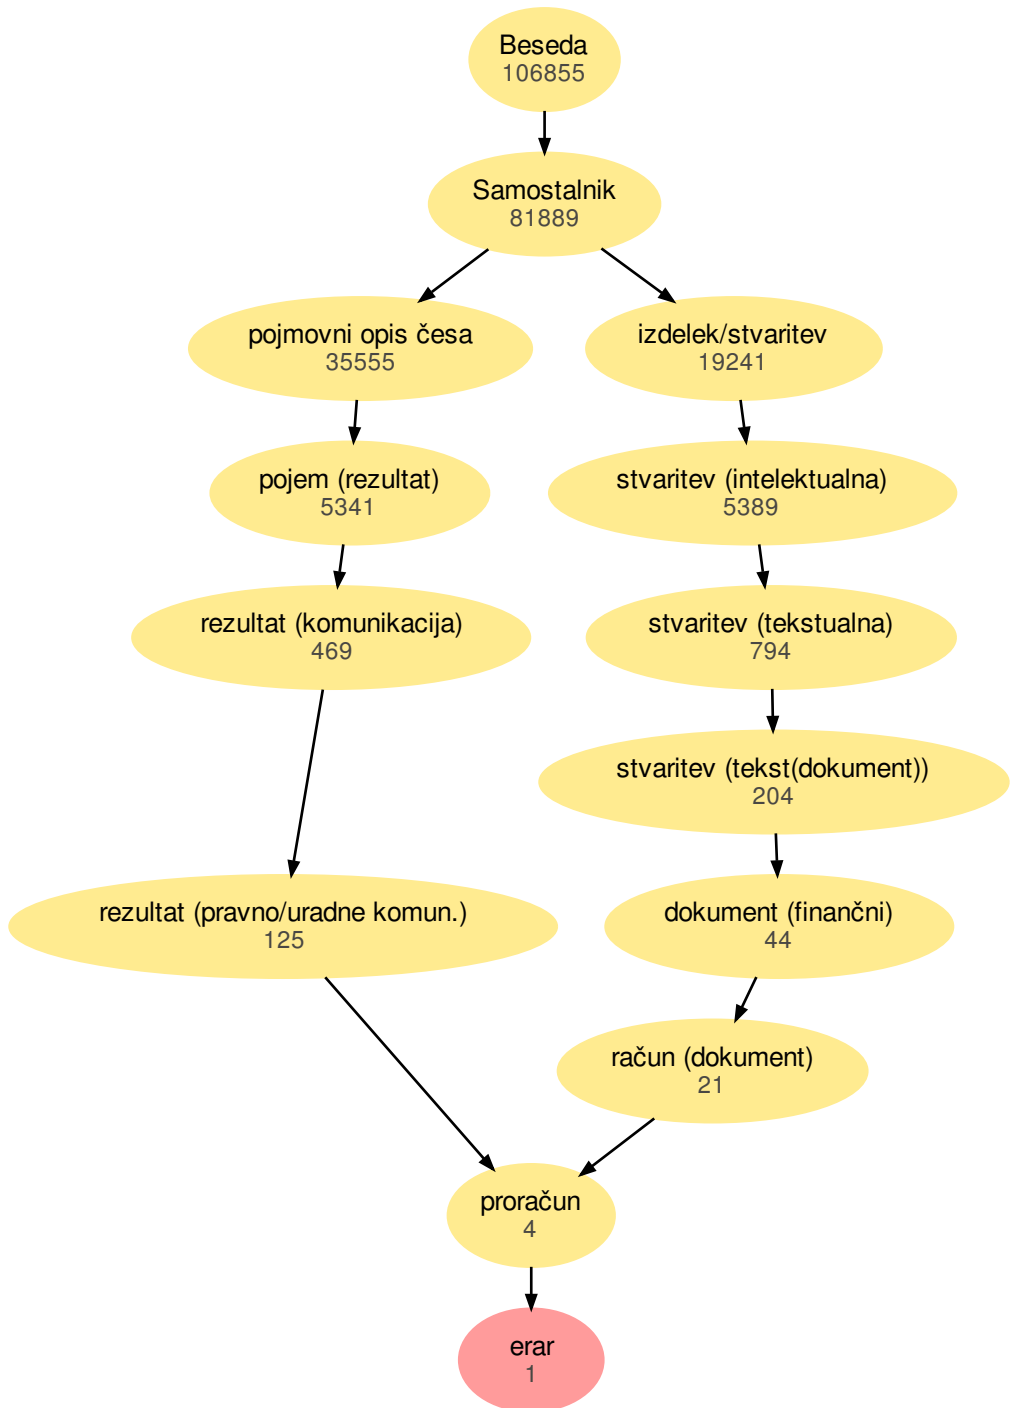 Beseda
106855
Samostalnik
81889
pojmovni opis česa
35555
izdelek/stvaritev
19241
pojem (rezultat)
5341
stvaritev (intelektualna)
5389
rezultat (komunikacija)
469
stvaritev (tekstualna)
794
stvaritev (tekst(dokument))
204
rezultat (pravno/uradne komun.)
125
dokument (finančni)
44
račun (dokument)
21
proračun
4
erar
1